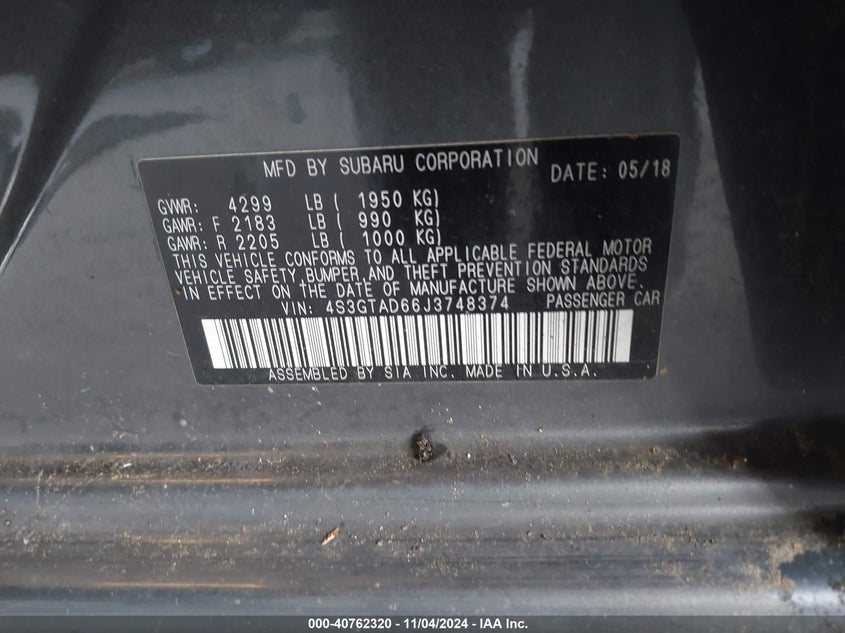 MFD BY SUBARU CORPORATION DATE: 05/18
GVWR: 4299 LB ( 1950 KG)
GAWR: F 2183 LB ( 990 KG)
GAWR: R 2205 LB ( 1000 KG)
THIS VEHICLE CONFORMS TO ALL APPLICABLE FEDERAL MOTOR
VEHICLE SAFETY, BUMPER, AND THEFT PREVENTION STANDARDS
IN EFFECT ON THE DATE OF MANUFACTURE SHOWN ABOVE.
VIN: 4S3GTAD66J3748374 PASSENGER CAR
ASSEMBLED BY SIA INC. MADE IN U.S.A.
000-40762320 - 11/04/2024 - IAA Inc.